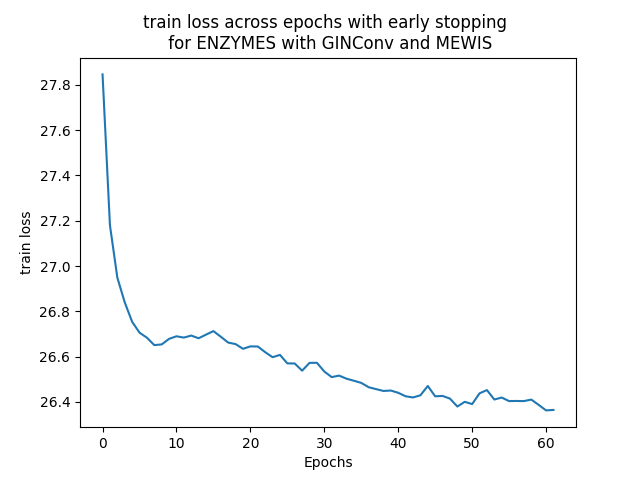 train loss across epochs with early stopping
for ENZYMES with GINConv and MEWIS
27.8
27.6
27.4
27.2
27.0
26.8
26.6
26.4
train loss
0 10 20 30 40 50 60
Epochs